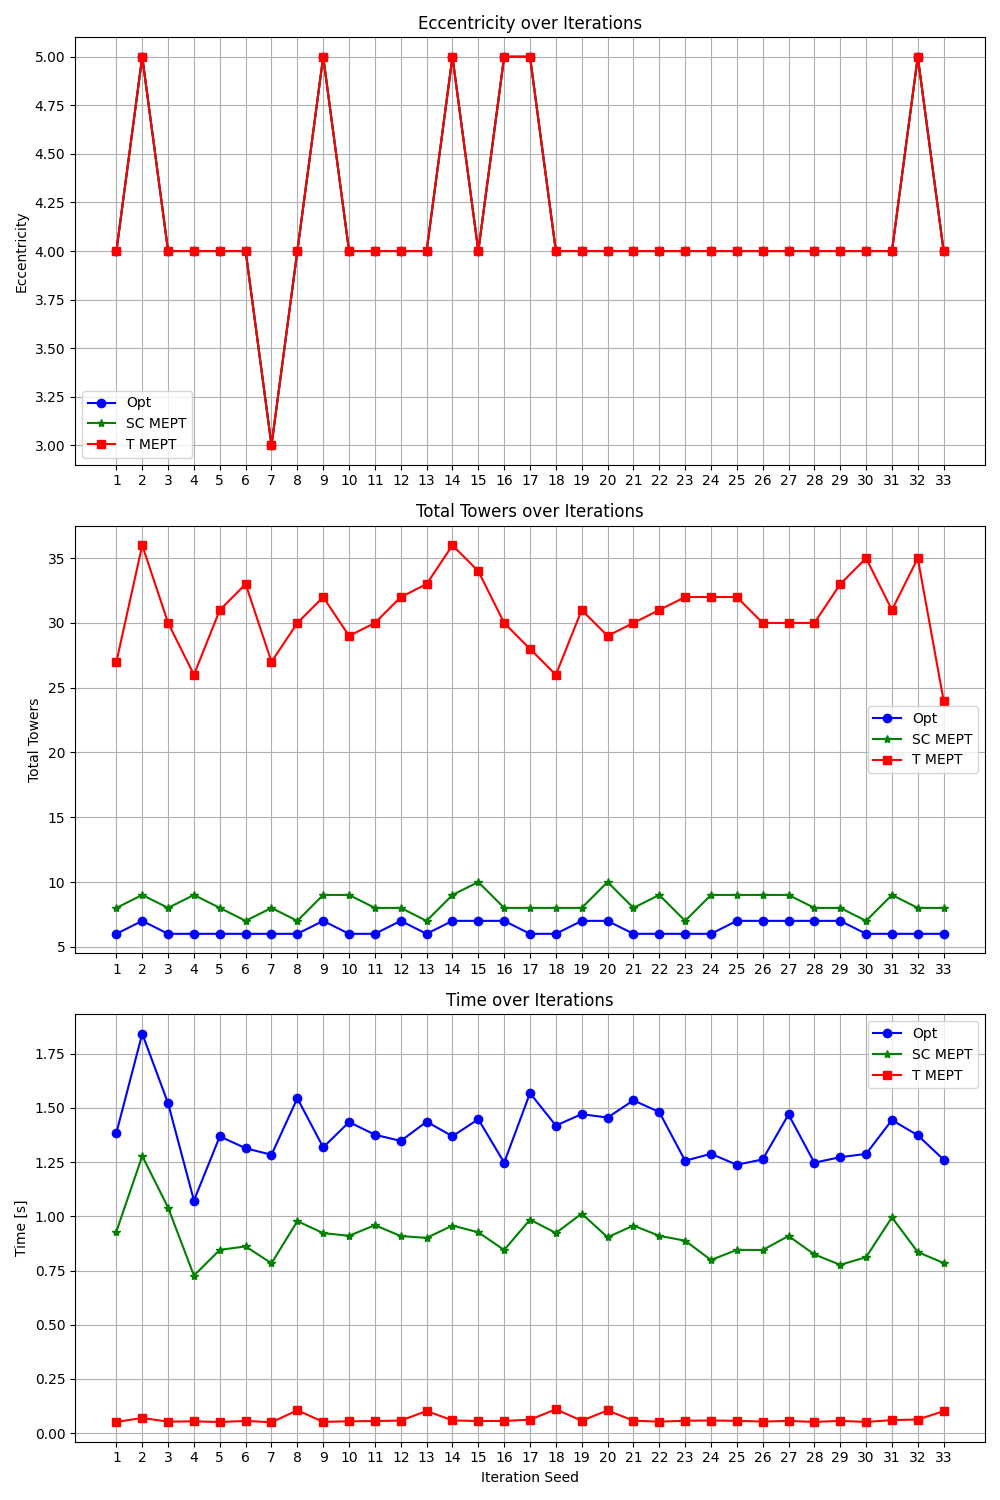 Eccentricity over Iterations
Eccentricity
5.00
4.75
4.50
4.25
4.00
3.75
3.50
3.25
3.00
Opt
SC MEPT
T MEPT
1 2 3 4 5 6 7 8 9 10 11 12 13 14 15 16 17 18 19 20 21 22 23 24 25 26 27 28 29 30 31 32 33
Total Towers over Iterations
Total Towers
35
30
25
20
15
10
5
Opt
SC MEPT
T MEPT
1 2 3 4 5 6 7 8 9 10 11 12 13 14 15 16 17 18 19 20 21 22 23 24 25 26 27 28 29 30 31 32 33
Time over Iterations
Time [s]
1.75
1.50
1.25
1.00
0.75
0.50
0.25
0.00
Opt
SC MEPT
T MEPT
1 2 3 4 5 6 7 8 9 10 11 12 13 14 15 16 17 18 19 20 21 22 23 24 25 26 27 28 29 30 31 32 33
Iteration Seed